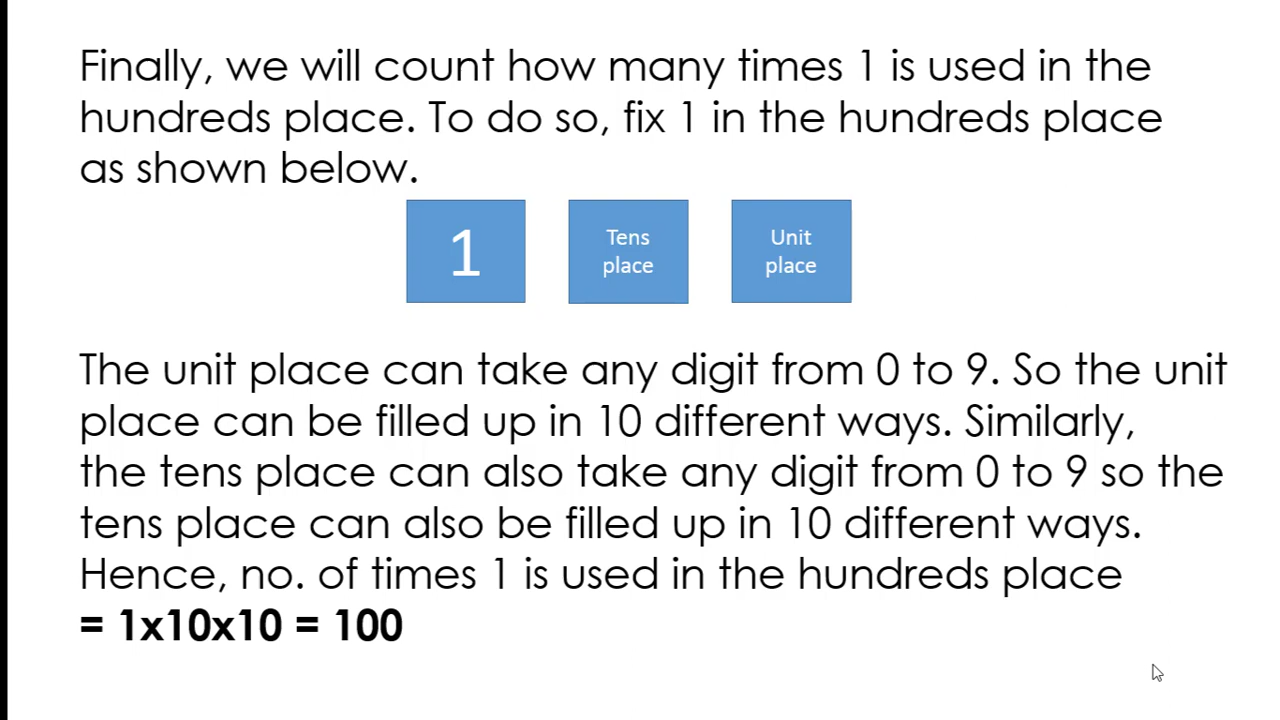 Finally, we will count how many times 1 is used in the
hundreds place. To do so, fix 1 in the hundreds place
as shown below.
1
Tens
place
Unit
place
The unit place can take any digit from 0 to 9. So the unit
place can be filled up in 10 different ways. Similarly,
the tens place can also take any digit from 0 to 9 so the
tens place can also be filled up in 10 different ways.
Hence, no. of times 1 is used in the hundreds place
= 1x10x10 = 100